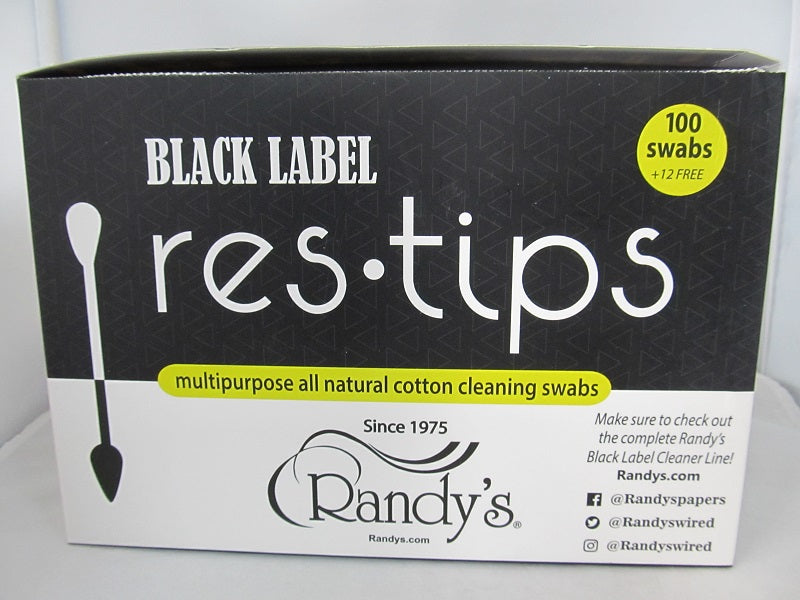 100
swabs
+12 FREE
BLACK LABEL
res·tips
multipurpose all natural cotton cleaning swabs
Since 1975
Randy's®
Randys.com
Make sure to check out
the complete Randy's
Black Label Cleaner Line!
Randys.com
@Randyspapers
@Randyswired
@Randyswired